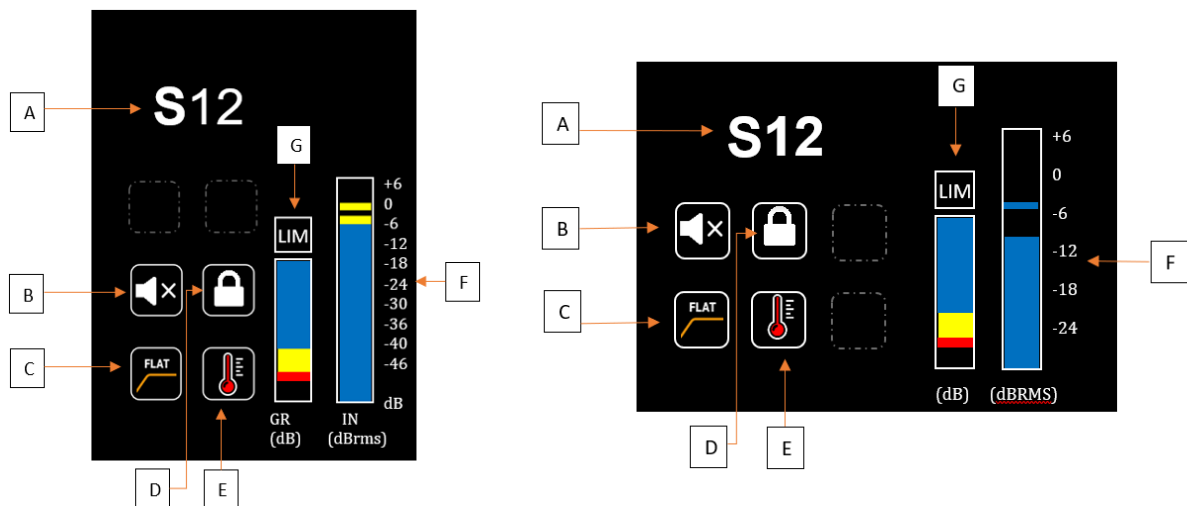 A
S12
G
LIM
+6
0
-6
-12
-18
-24
-30
-36
-40
-46
dB
F
B
C
FLAT
GR
(dB)
IN
(dBrms)
D
E
A
S12
G
LIM
+6
0
-6
-12
-18
-24
F
B
C
FLAT
(dB)
(dBRMS)
D
E